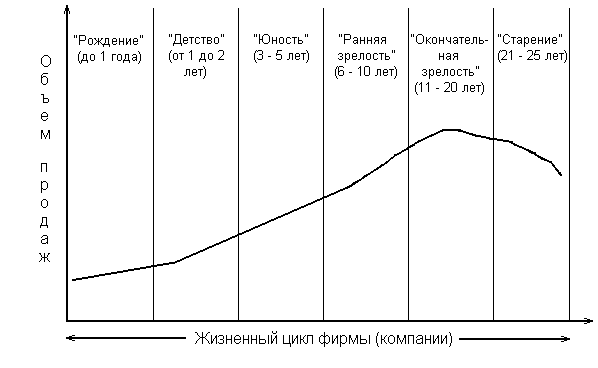 Объем продаж
"Рождение"
(до 1 года)
"Детство"
(от 1 до 2
лет)
"Юность"
(3 - 5 лет)
"Ранняя
зрелость"
(6 - 10 лет)
"Окончатель-
ная
зрелость"
(11 - 20 лет)
"Старение"
(21 - 25 лет)
Жизненный цикл фирмы (компании)